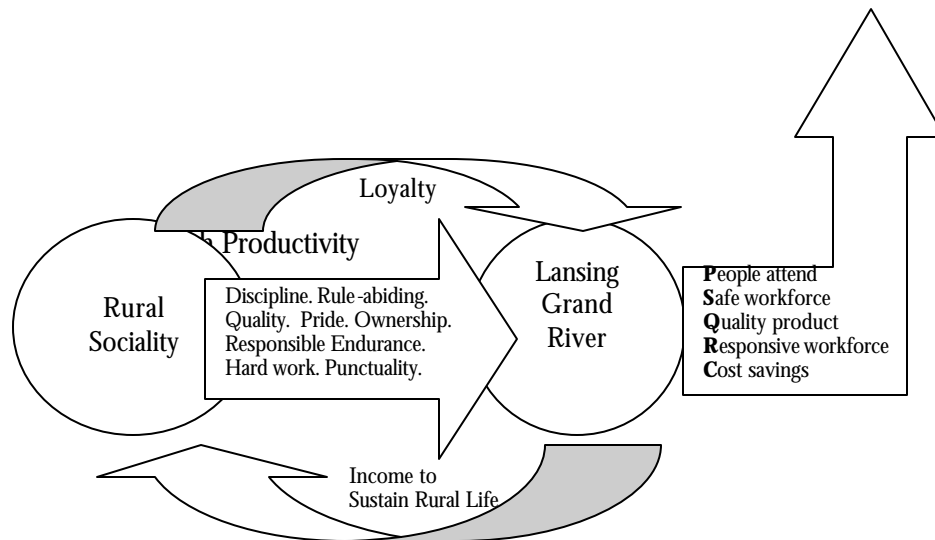 Loyalty
Productivity
Rural
Sociality
Discipline. Rule-abiding.
Quality. Pride. Ownership.
Responsible Endurance.
Hard work. Punctuality.
Lansing
Grand
River
People attend
Safe workforce
Quality product
Responsive workforce
Cost savings
Income to
Sustain Rural Life